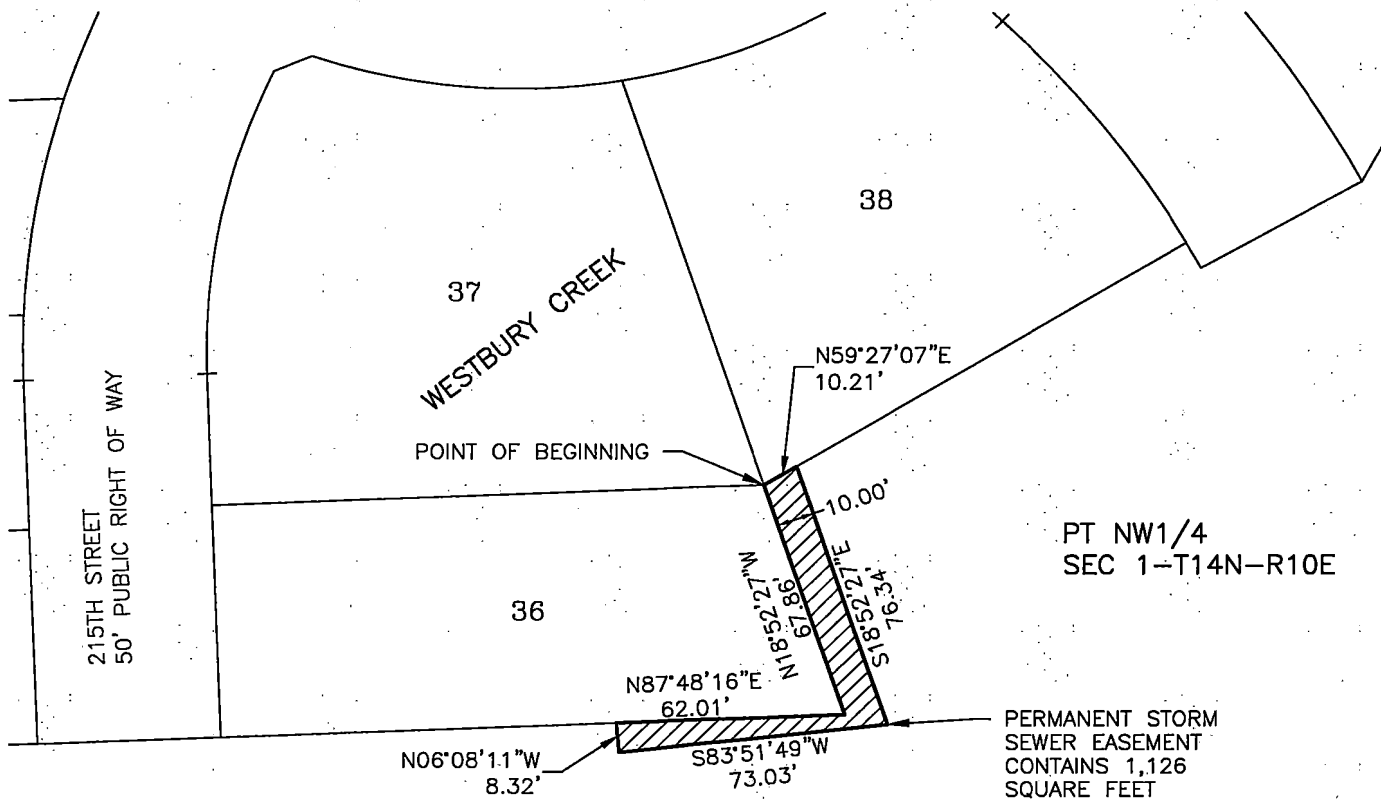 38
37
WESTBURY CREEK
N59°27'07"E
10.21'
POINT OF BEGINNING
10.00'
215TH STREET
50' PUBLIC RIGHT OF WAY
PT NW1/4
SEC 1-T14N-R10E
36
N18°52'27"W
67.86'
S18°52'27"E
76.34'
N87°48'16"E
62.01'
N06°08'11"W
8.32'
S83°51'49"W
73.03'
PERMANENT STORM
SEWER EASEMENT
CONTAINS 1,126
SQUARE FEET